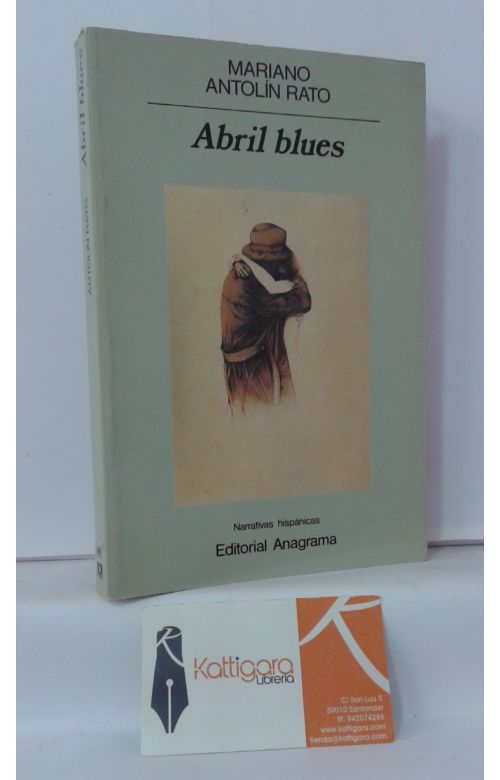 MARIANO
ANTOLÍN RATO
Abril blues
Narrativas hispánicas
Editorial Anagrama
Abril blues
ANTOLÍN RATO
Kattigara
Librería
C/ San Luis 5
39010 Santander
tlf: 942074286
www.kattigara.com
tienda@kattigara.com